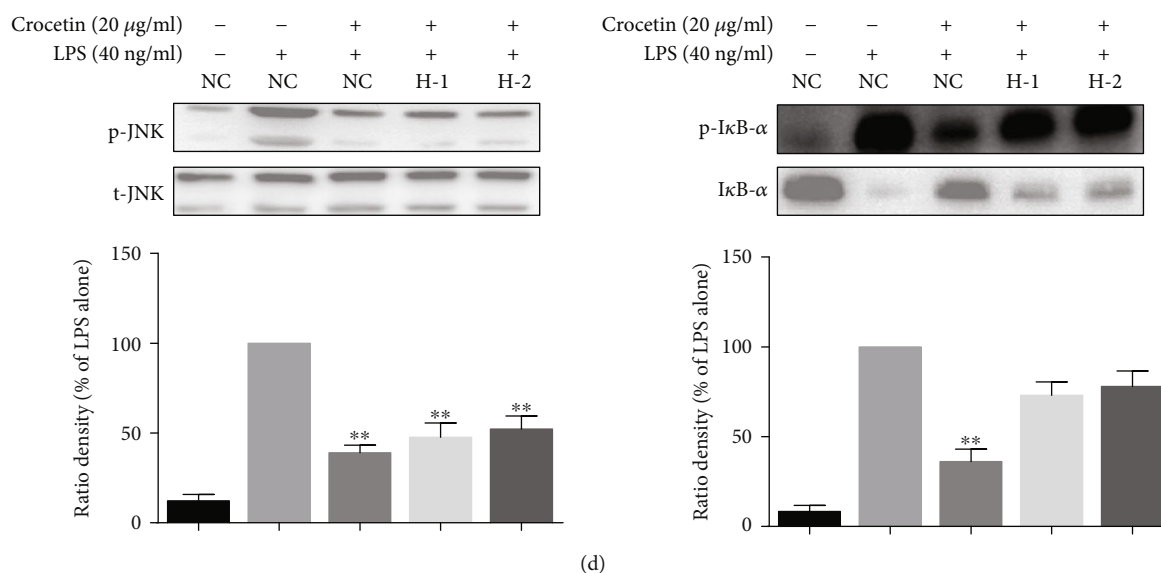 Crocetin (20 μg/ml) – – + + +
LPS (40 ng/ml) – + + + +
NC NC NC H-1 H-2
p-JNK
t-JNK
Ratio density (% of LPS alone)
150
100
50
0
** ** **
Crocetin (20 μg/ml) – – + + +
LPS (40 ng/ml) – + + + +
NC NC NC H-1 H-2
p-IκB-α
IκB-α
Ratio density (% of LPS alone)
150
100
50
0
**
(d)